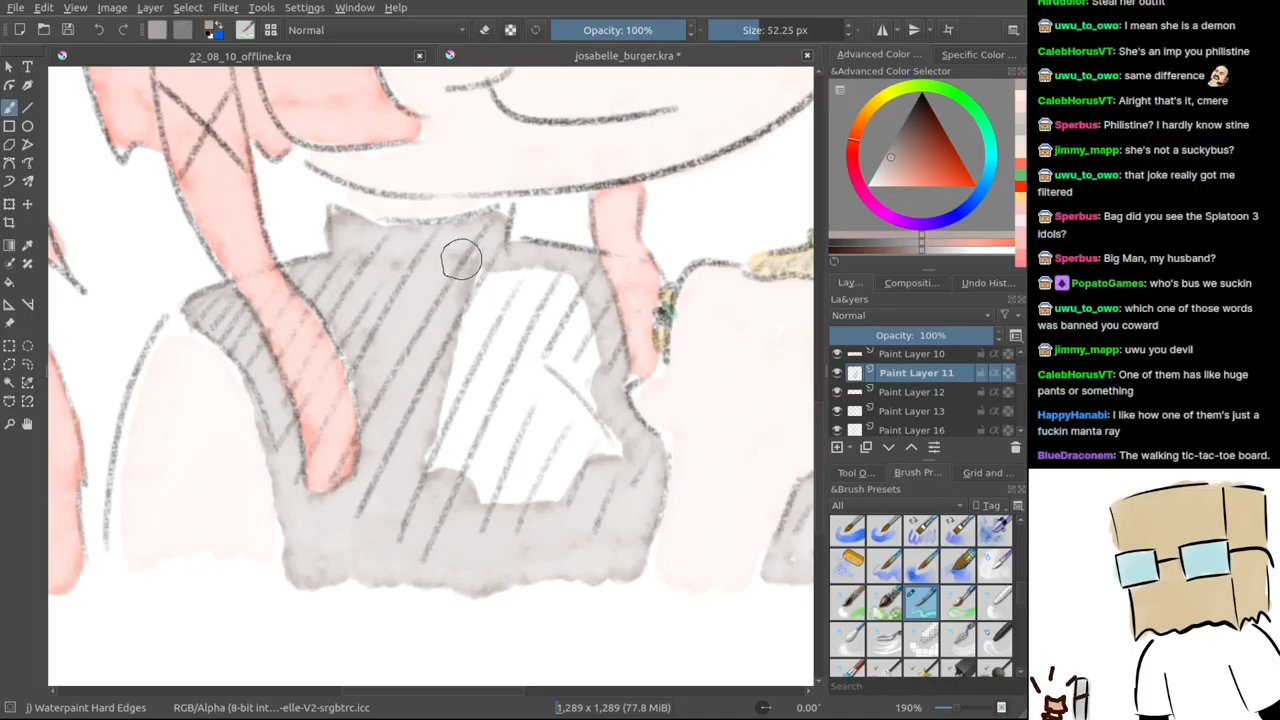 File Edit View Image Layer Select Filter Tools Settings Window Help
Normal
Opacity: 100%
Size: 52.25 px
22_08_10_offline.kra
josabelle_burger.kra *
Advanced Color ...
Specific Color ...
&Advanced Color Selector
Lay...
Compositi...
Undo Hist...
La&yers
Normal
Opacity: 100%
Paint Layer 10
Paint Layer 11
Paint Layer 12
Paint Layer 13
Paint Layer 16
Tool O...
Brush Pr...
Grid and ...
&Brush Presets
All
Tag
Search
j) Waterpaint Hard Edges
RGB/Alpha (8-bit int...-elle-V2-srgbtrc.icc
1,289 x 1,289 (77.8 MiB)
0.00°
190%
Hirudolor: Steal her outfit
uwu_to_owo: I mean she is a demon
CalebHorusVT: She's an imp you philistine
uwu_to_owo: same difference
CalebHorusVT: Alright that's it, cmere
Sperbus: Philistine? I hardly know stine
jimmy_mapp: she's not a suckybus?
uwu_to_owo: that joke really got me
filtered
Sperbus: Bag did you see the Splatoon 3
idols?
Sperbus: Big Man, my husband?
PopatoGames: who's bus we suckin
uwu_to_owo: which one of those words
was banned you coward
jimmy_mapp: uwu you devil
CalebHorusVT: One of them has like huge
pants or something
HappyHanabi: I like how one of them's just a
fuckin manta ray
BlueDraconem: The walking tic-tac-toe board.